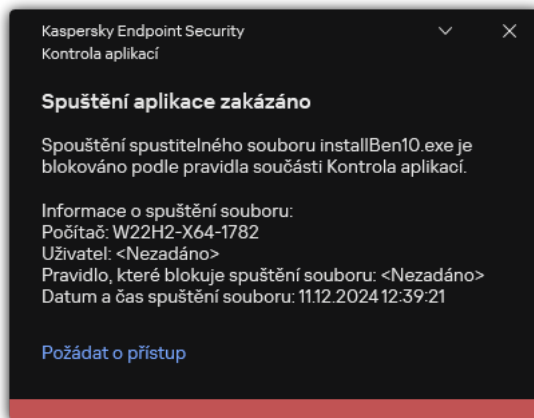 Kaspersky Endpoint Security
Kontrola aplikací
Spuštění aplikace zakázáno
Spouštění spustitelného souboru installBen10.exe je
blokováno podle pravidla součásti Kontrola aplikací.
Informace o spuštění souboru:
Počítač: W22H2-X64-1782
Uživatel: <Nezadáno>
Pravidlo, které blokuje spuštění souboru: <Nezadáno>
Datum a čas spuštění souboru: 11.12.2024 12:39:21
Požádat o přístup